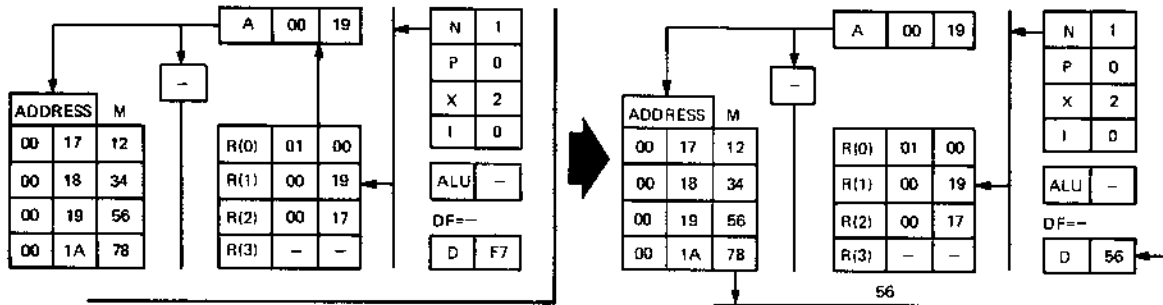 A 00 19
N 1
P 0
X 2
I 0
–
ADDRESS M
00 17 12
00 18 34
00 19 56
00 1A 78
R(0) 01 00
R(1) 00 19
R(2) 00 17
R(3) – –
ALU –
DF=–
D F7
A 00 19
N 1
P 0
X 2
I 0
–
ADDRESS M
00 17 12
00 18 34
00 19 56
00 1A 78
R(0) 01 00
R(1) 00 19
R(2) 00 17
R(3) – –
ALU –
DF=–
D 56
56